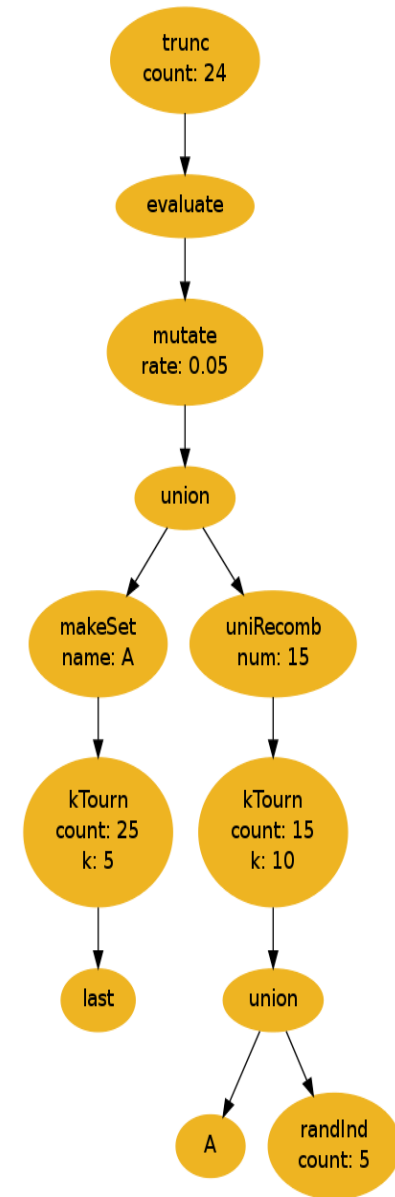 trunc
count: 24
evaluate
mutate
rate: 0.05
union
makeSet
name: A
uniRecomb
num: 15
kTourn
count: 25
k: 5
kTourn
count: 15
k: 10
last
union
A
randInd
count: 5